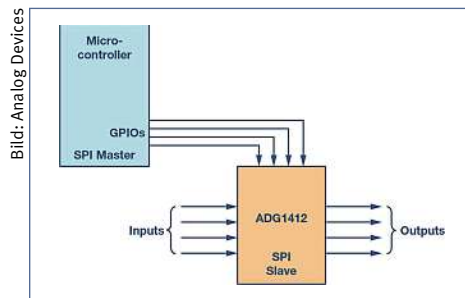 Bild: Analog Devices
Micro-
controller
GPIOs
SPI Master
ADG1412
Inputs
Outputs
SPI
Slave